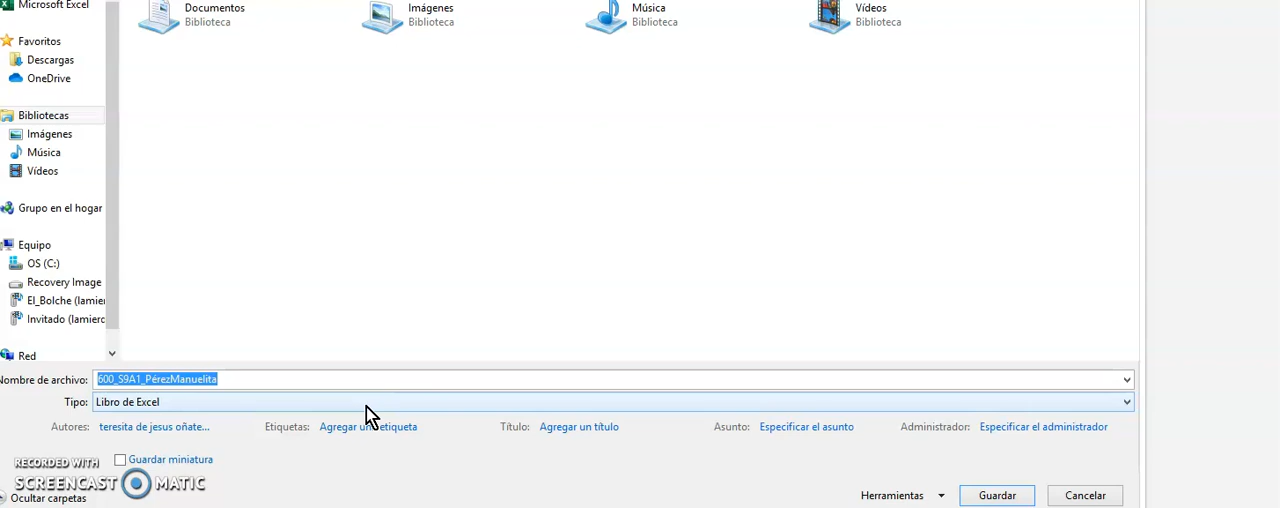 Microsoft Excel
Favoritos
Descargas
OneDrive
Bibliotecas
Imágenes
Música
Vídeos
Grupo en el hogar
Equipo
OS (C:)
Recovery Image
El_Bolche (lamier
Invitado (lamierc
Red
Documentos
Biblioteca
Imágenes
Biblioteca
Música
Biblioteca
Vídeos
Biblioteca
Nombre de archivo: 600_S9A1_PérezManuelita
Tipo: Libro de Excel
Autores: teresita de jesus oñate... Etiquetas: Agregar una etiqueta Título: Agregar un título Asunto: Especificar el asunto Administrador: Especificar el administrador
Guardar miniatura
RECORDED WITH
SCREENCAST MATIC
Ocultar carpetas Herramientas Guardar Cancelar